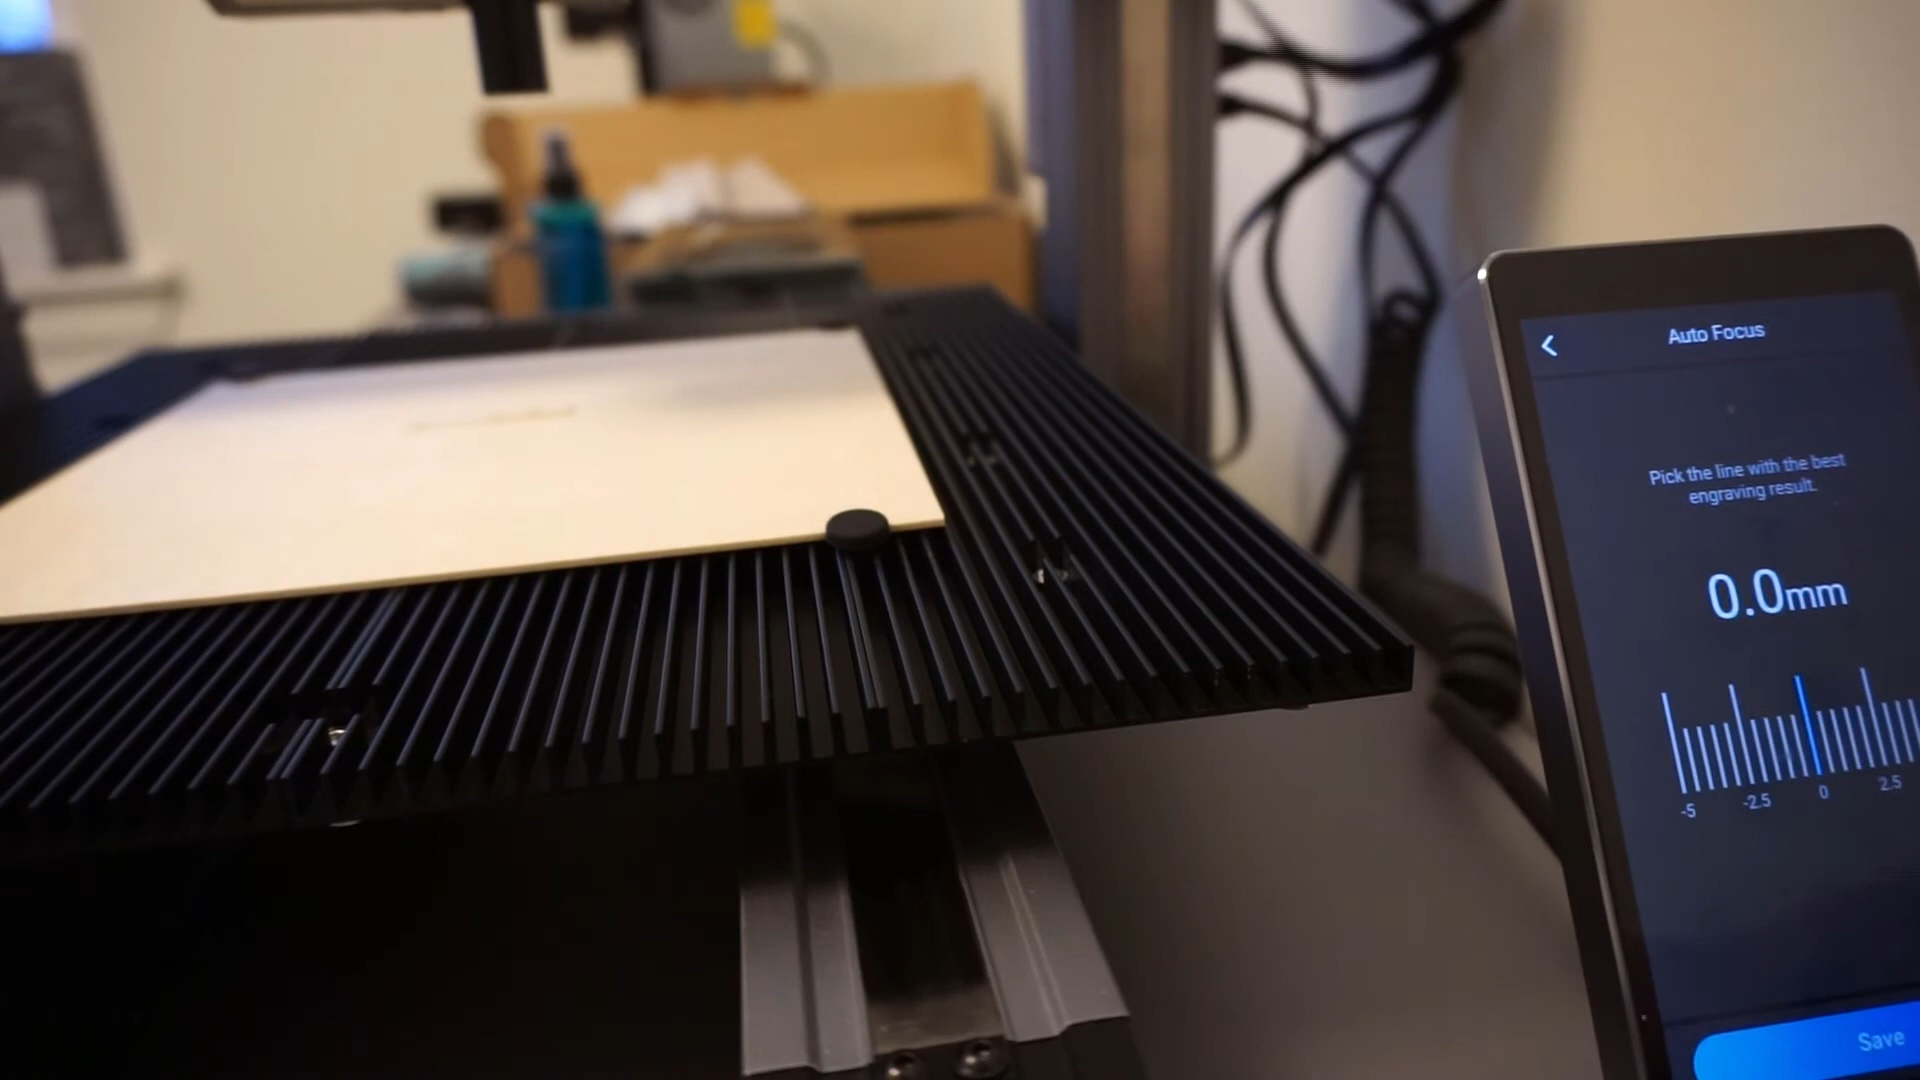 Auto Focus
Pick the line with the best
engraving result.
0.0mm
-5 -2.5 0 2.5
Save